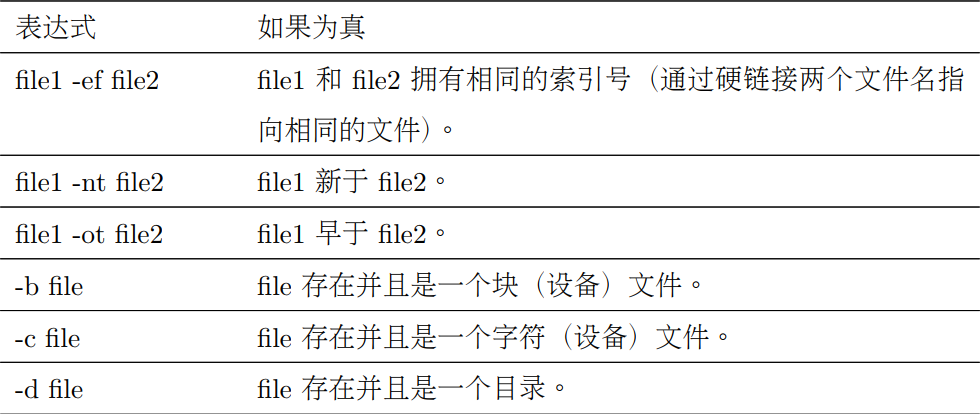 表达式 如果为真
file1 -ef file2 file1 和 file2 拥有相同的索引号（通过硬链接两个文件名指
向相同的文件）。
file1 -nt file2 file1 新于 file2。
file1 -ot file2 file1 早于 file2。
-b file file 存在并且是一个块（设备）文件。
-c file file 存在并且是一个字符（设备）文件。
-d file file 存在并且是一个目录。